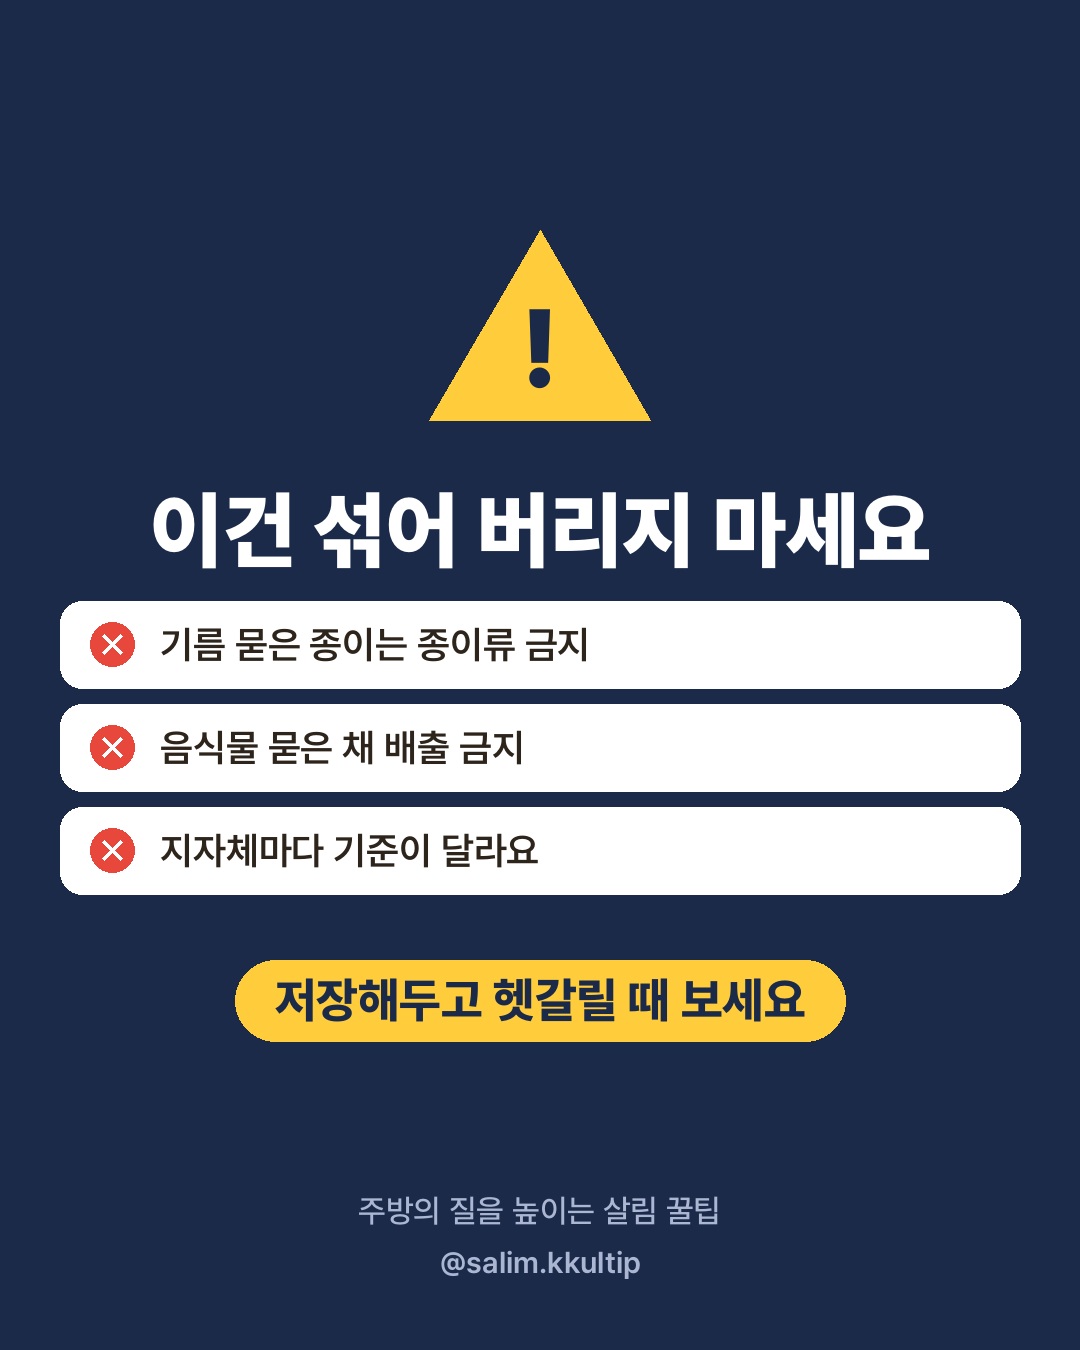 !
이건 섞어 버리지 마세요
기름 묻은 종이는 종이류 금지
음식물 묻은 채 배출 금지
지자체마다 기준이 달라요
저장해두고 헷갈릴 때 보세요
주방의 질을 높이는 살림 꿀팁
@salim.kkultip